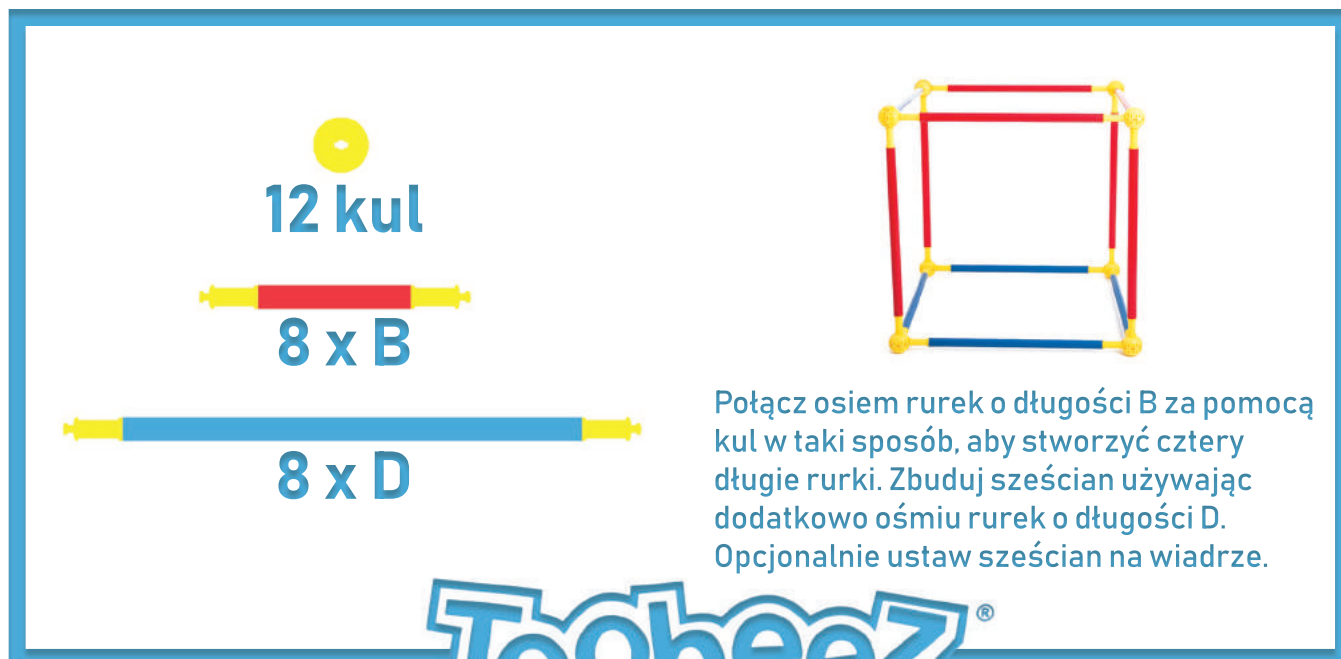 12 kul
8 x B
8 x D
Połącz osiem rurek o długości B za pomocą
kul w taki sposób, aby stworzyć cztery
długie rurki. Zbuduj sześcian używając
dodatkowo ośmiu rurek o długości D.
Opcjonalnie ustaw sześcian na wiadrze.
TOObeeZ®